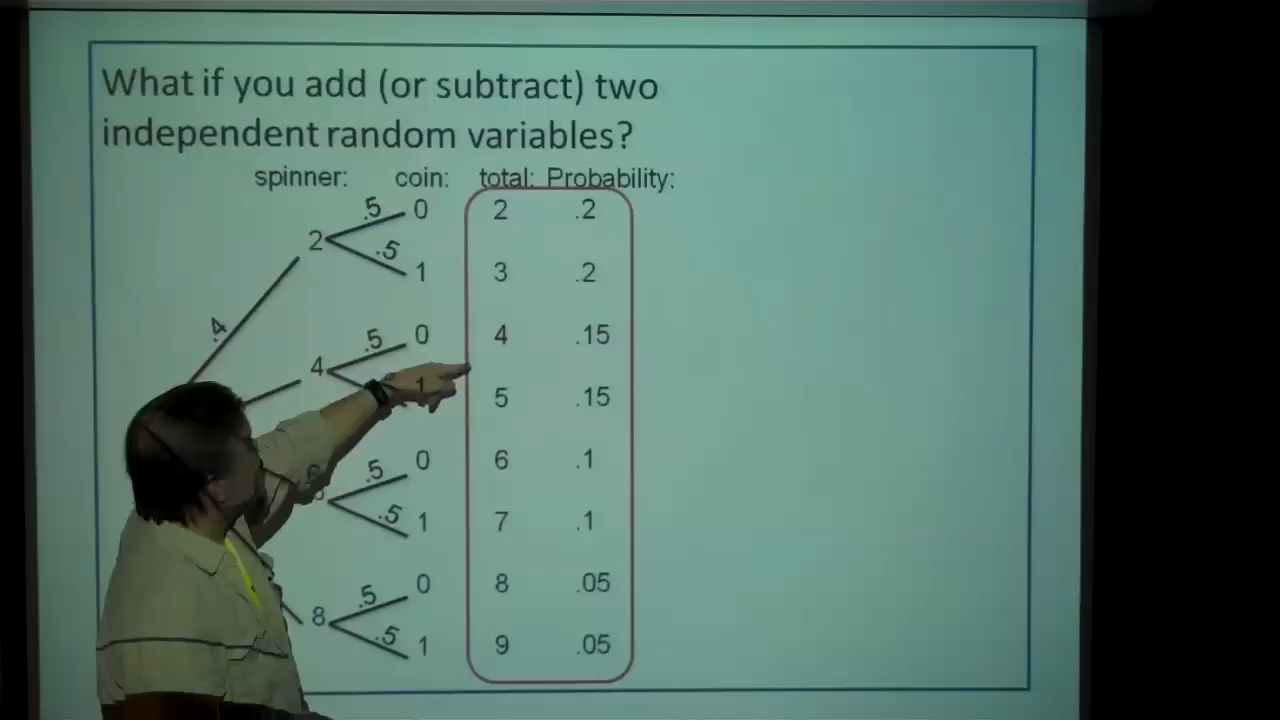 What if you add (or subtract) two
independent random variables?
spinner: coin: total: Probability:
.5 0 2 .2
2
.5 1 3 .2
.4
.5 0 4 .15
4
1 5 .15
.5 0 6 .1
6
.5 1 7 .1
.5 0 8 .05
8
.5 1 9 .05